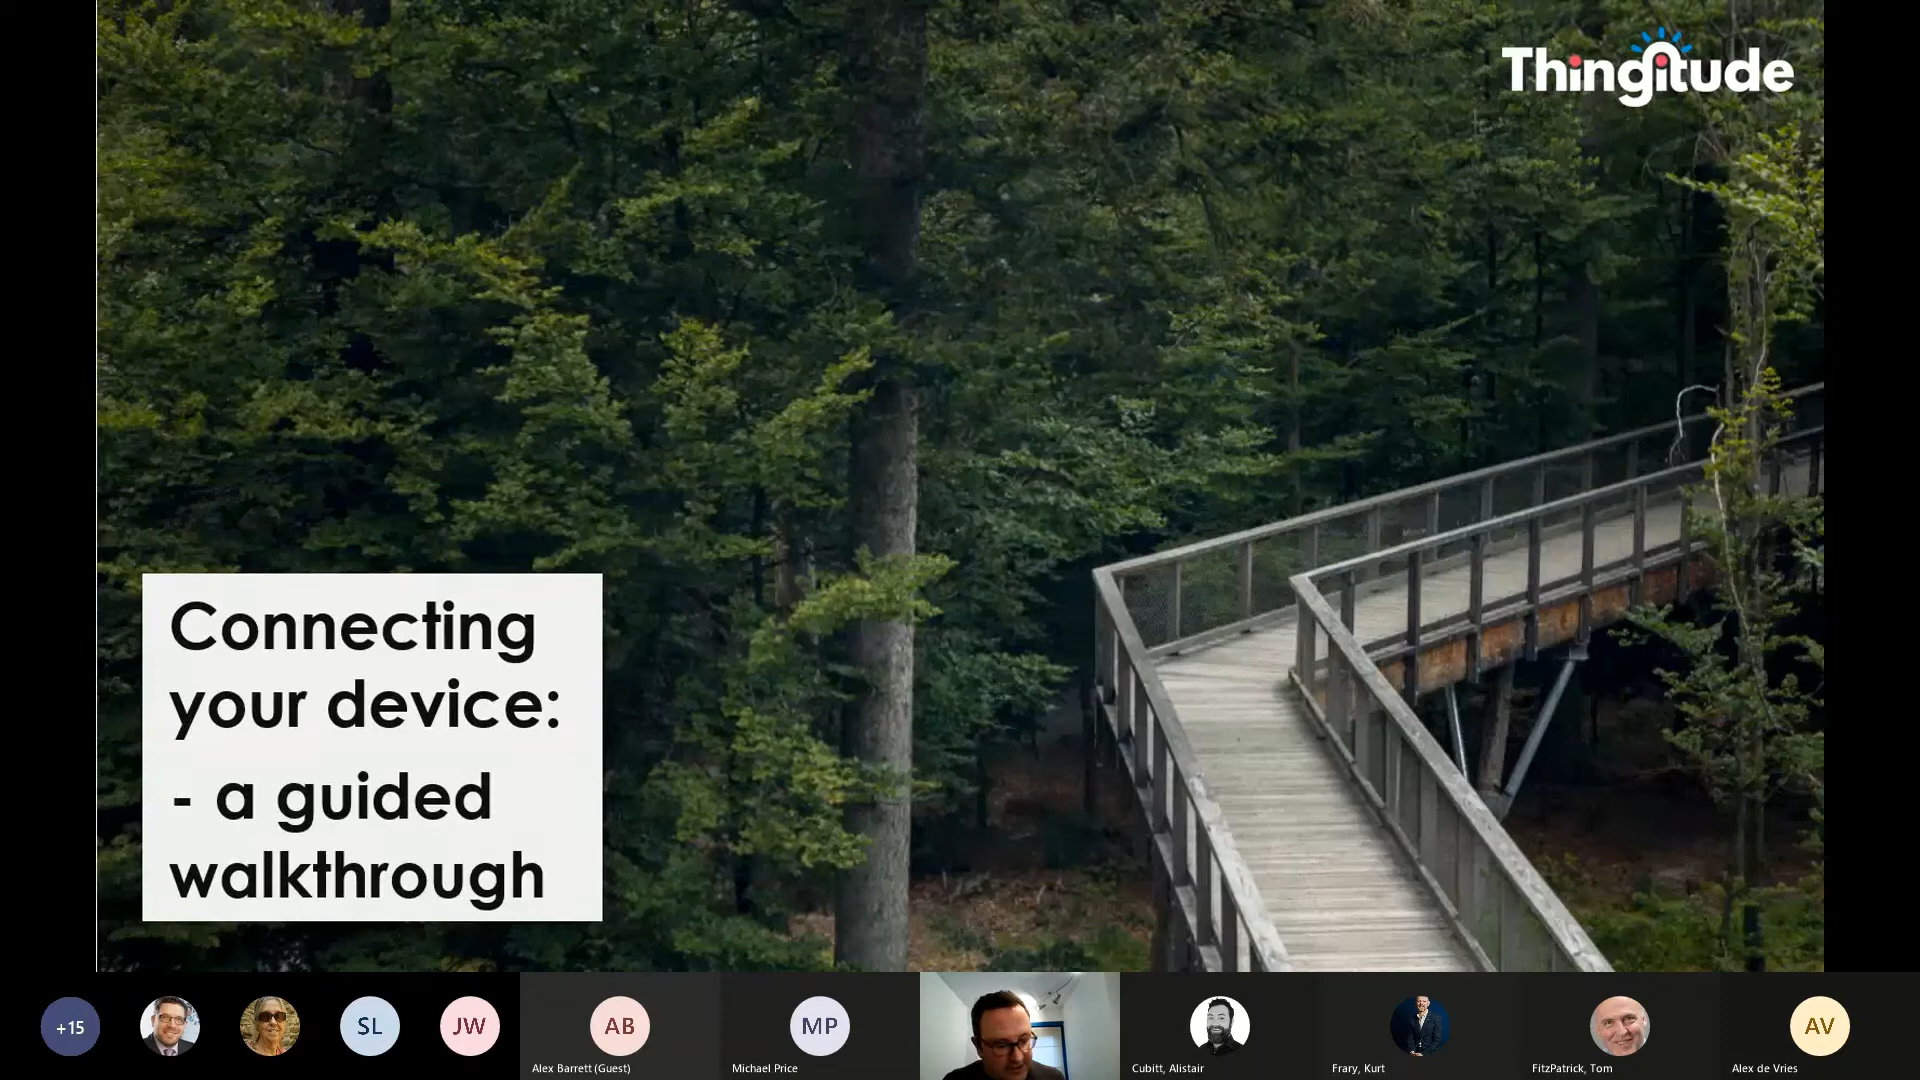 Thingitude
Connecting
your device:
- a guided
walkthrough
+15
SL
JW
AB
MP
AV
Alex Barrett (Guest)
Michael Price
Cubitt, Alistair
Frary, Kurt
FitzPatrick, Tom
Alex de Vries